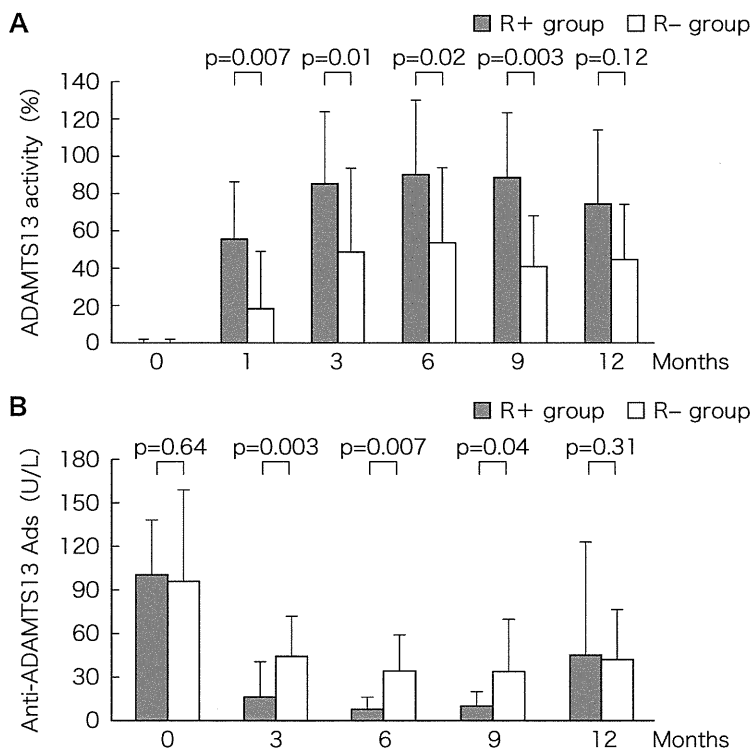 A
R+ group R− group
p=0.007 p=0.01 p=0.02 p=0.003 p=0.12
ADAMTS13 activity (%)
140
120
100
80
60
40
20
0
0 1 3 6 9 12 Months
B
R+ group R− group
p=0.64 p=0.003 p=0.007 p=0.04 p=0.31
Anti-ADAMTS13 Ads (U/L)
180
150
120
90
60
30
0
0 3 6 9 12 Months